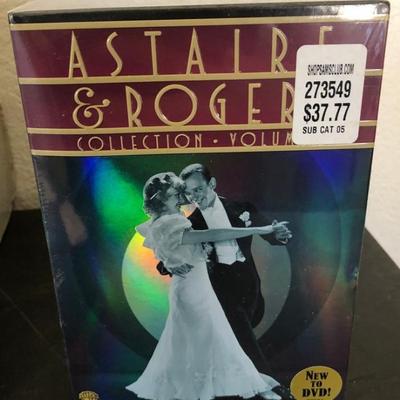 ASTAIRE
& ROGER
COLLECTION · VOLUM
SHOPSAMSCLUB.COM
273549
$37.77
SUB CAT 05
NEW
TO
DVD!